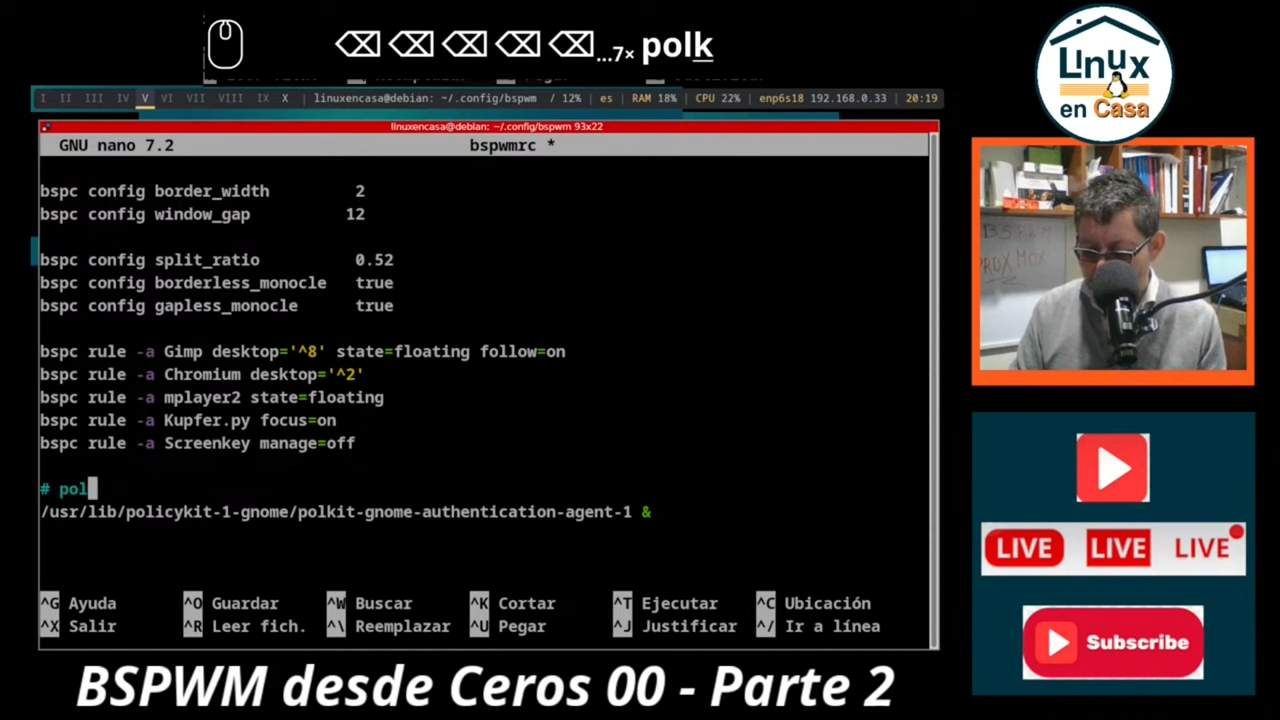 ⌫⌫⌫⌫⌫...7× polk
I II III IV V VI VII VIII IX X | linuxencasa@debian: ~/.config/bspwm / 12% | es | RAM 18% | CPU 22% | enp6s18 192.168.0.33 | 20:19
linuxencasa@debian: ~/.config/bspwm 93x22
GNU nano 7.2 bspwmrc *
bspc config border_width 2
bspc config window_gap 12
bspc config split_ratio 0.52
bspc config borderless_monocle true
bspc config gapless_monocle true
bspc rule -a Gimp desktop='^8' state=floating follow=on
bspc rule -a Chromium desktop='^2'
bspc rule -a mplayer2 state=floating
bspc rule -a Kupfer.py focus=on
bspc rule -a Screenkey manage=off
# pol
/usr/lib/policykit-1-gnome/polkit-gnome-authentication-agent-1 &
^G Ayuda ^O Guardar ^W Buscar ^K Cortar ^T Ejecutar ^C Ubicación
^X Salir ^R Leer fich. ^\ Reemplazar ^U Pegar ^J Justificar ^/ Ir a línea
BSPWM desde Ceros 00 - Parte 2
Linux
en Casa
BSPWM
PROXMOX
LIVE LIVE LIVE
Subscribe